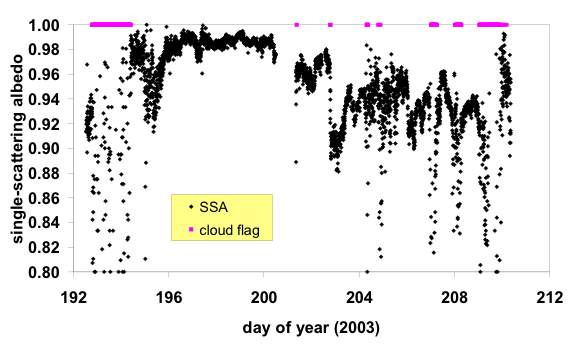 single-scattering albedo
1.00
0.98
0.96
0.94
0.92
0.90
0.88
0.86
0.84
0.82
0.80
SSA
cloud flag
192 196 200 204 208 212
day of year (2003)